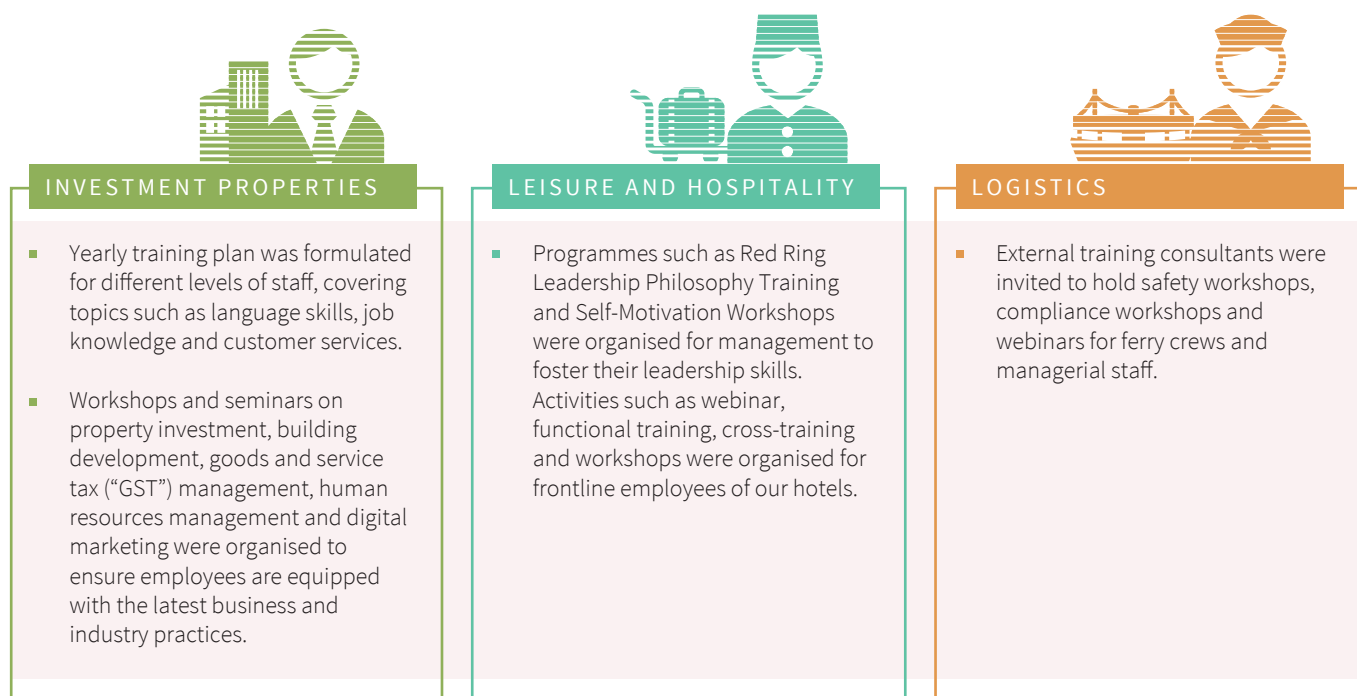 INVESTMENT PROPERTIES
Yearly training plan was formulated
for different levels of staff, covering
topics such as language skills, job
knowledge and customer services.
Workshops and seminars on
property investment, building
development, goods and service
tax (“GST”) management, human
resources management and digital
marketing were organised to
ensure employees are equipped
with the latest business and
industry practices.
LEISURE AND HOSPITALITY
Programmes such as Red Ring
Leadership Philosophy Training
and Self-Motivation Workshops
were organised for management to
foster their leadership skills.
Activities such as webinar,
functional training, cross-training
and workshops were organised for
frontline employees of our hotels.
LOGISTICS
External training consultants were
invited to hold safety workshops,
compliance workshops and
webinars for ferry crews and
managerial staff.